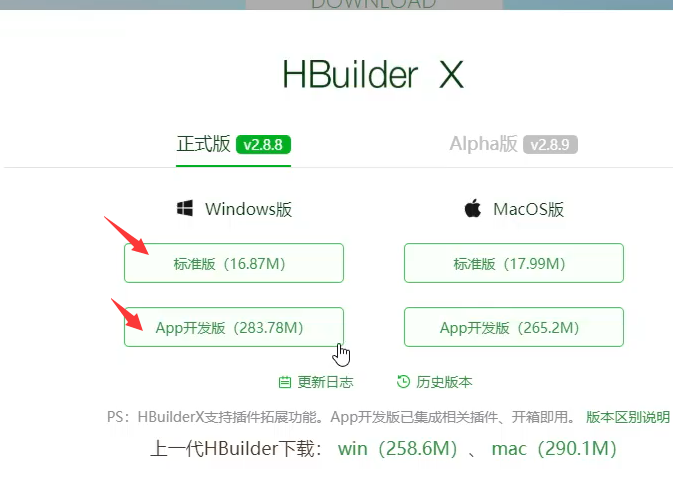 DOWNLOAD
HBuilder X
正式版 v2.8.8 Alpha版 v2.8.9
Windows版 MacOS版
标准版（16.87M） 标准版（17.99M）
App开发版（283.78M） App开发版（265.2M）
更新日志 历史版本
PS：HBuilderX支持插件拓展功能。App开发版已集成相关插件、开箱即用。 版本区别说明
上一代HBuilder下载： win（258.6M）、 mac（290.1M）